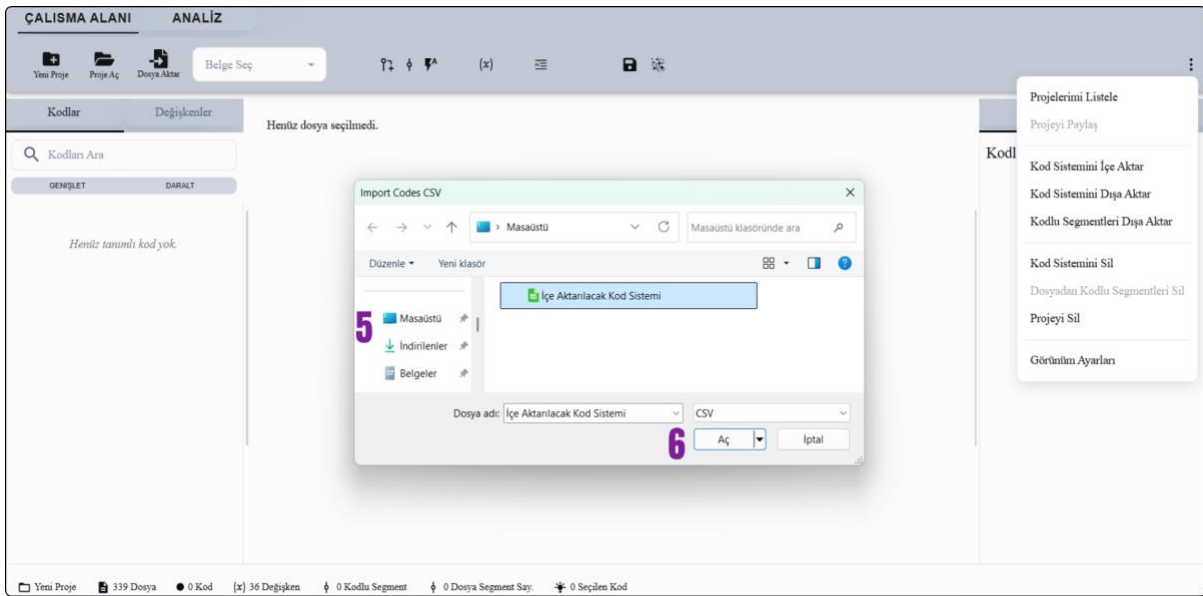 ÇALISMA ALANI ANALİZ
Yeni Proje Proje Aç Dosya Aktar Belge Seç (x)
Kodlar Değişkenler
Kodları Ara
GENIŞLET DARALT
Henüz tanımlı kod yok.
Henüz dosya seçilmedi.
Import Codes CSV
Masaüstü Masaüstü klasöründe ara
Düzenle Yeni klasör
İçe Aktarılacak Kod Sistemi
5 Masaüstü
İndirilenler
Belgeler
Dosya adı: İçe Aktarılacak Kod Sistemi CSV
6 Aç İptal
Kodl
Projelerimi Listele
Projeyi Paylaş
Kod Sistemini İçe Aktar
Kod Sistemini Dışa Aktar
Kodlu Segmentleri Dışa Aktar
Kod Sistemini Sil
Dosyadan Kodlu Segmentleri Sil
Projeyi Sil
Görünüm Ayarları
Yeni Proje 339 Dosya 0 Kod (x) 36 Değişken 0 Kodlu Segment 0 Dosya Segment Say. 0 Seçilen Kod